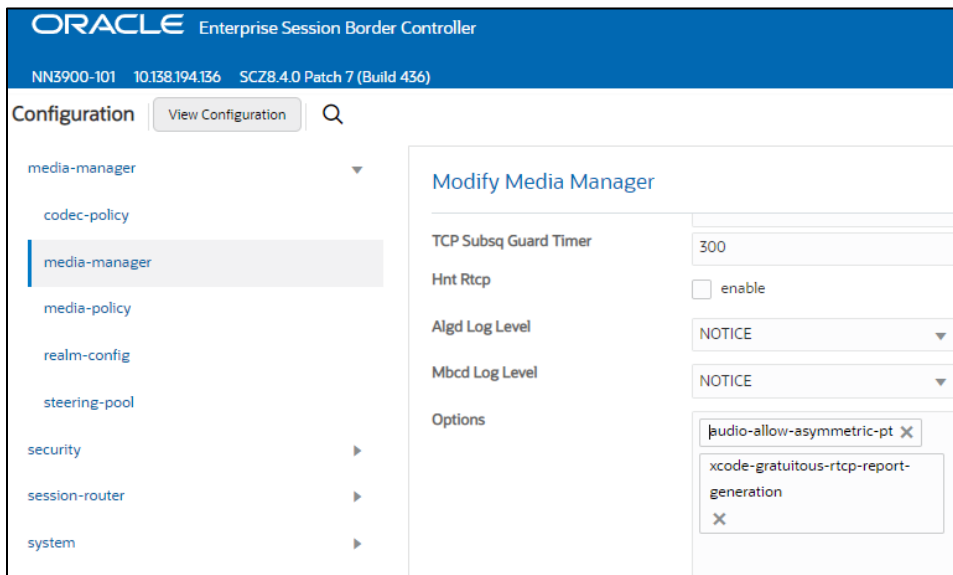 ORACLE Enterprise Session Border Controller
NN3900-101 10.138.194.136 SCZ8.4.0 Patch 7 (Build 436)
Configuration View Configuration
media-manager
codec-policy
media-manager
media-policy
realm-config
steering-pool
security
session-router
system
Modify Media Manager
TCP Subsq Guard Timer 300
Hnt Rtcp enable
Algd Log Level NOTICE
Mbcd Log Level NOTICE
Options audio-allow-asymmetric-pt
xcode-gratuitous-rtcp-report-
generation